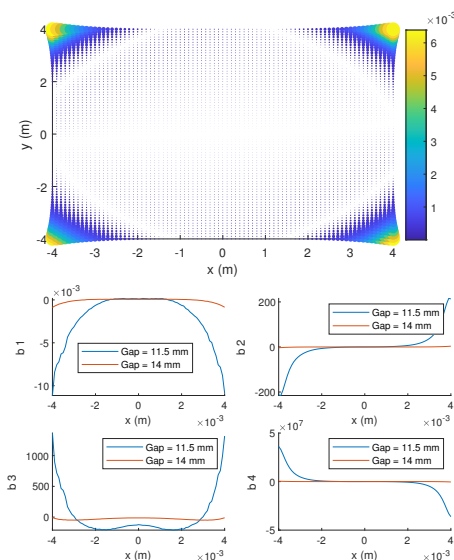 ×10⁻³
4
2
0
-2
-4
y (m)
-4 -3 -2 -1 0 1 2 3 4
x (m)
6
5
4
3
2
1
×10⁻³
0
-5
-10
b 1
Gap = 11.5 mm
Gap = 14 mm
-4 -2 0 2 4
x (m) ×10⁻³
200
0
-200
b 2
Gap = 11.5 mm
Gap = 14 mm
-4 -2 0 2 4
x (m) ×10⁻³
1000
500
0
b 3
Gap = 11.5 mm
Gap = 14 mm
-4 -2 0 2 4
x (m) ×10⁻³
×10⁷
5
0
-5
b 4
Gap = 11.5 mm
Gap = 14 mm
-4 -2 0 2 4
x (m) ×10⁻³